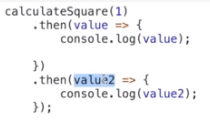 calculateSquare(1)
.then(value => {
console.log(value);
})
.then(value2 => {
console.log(value2);
});